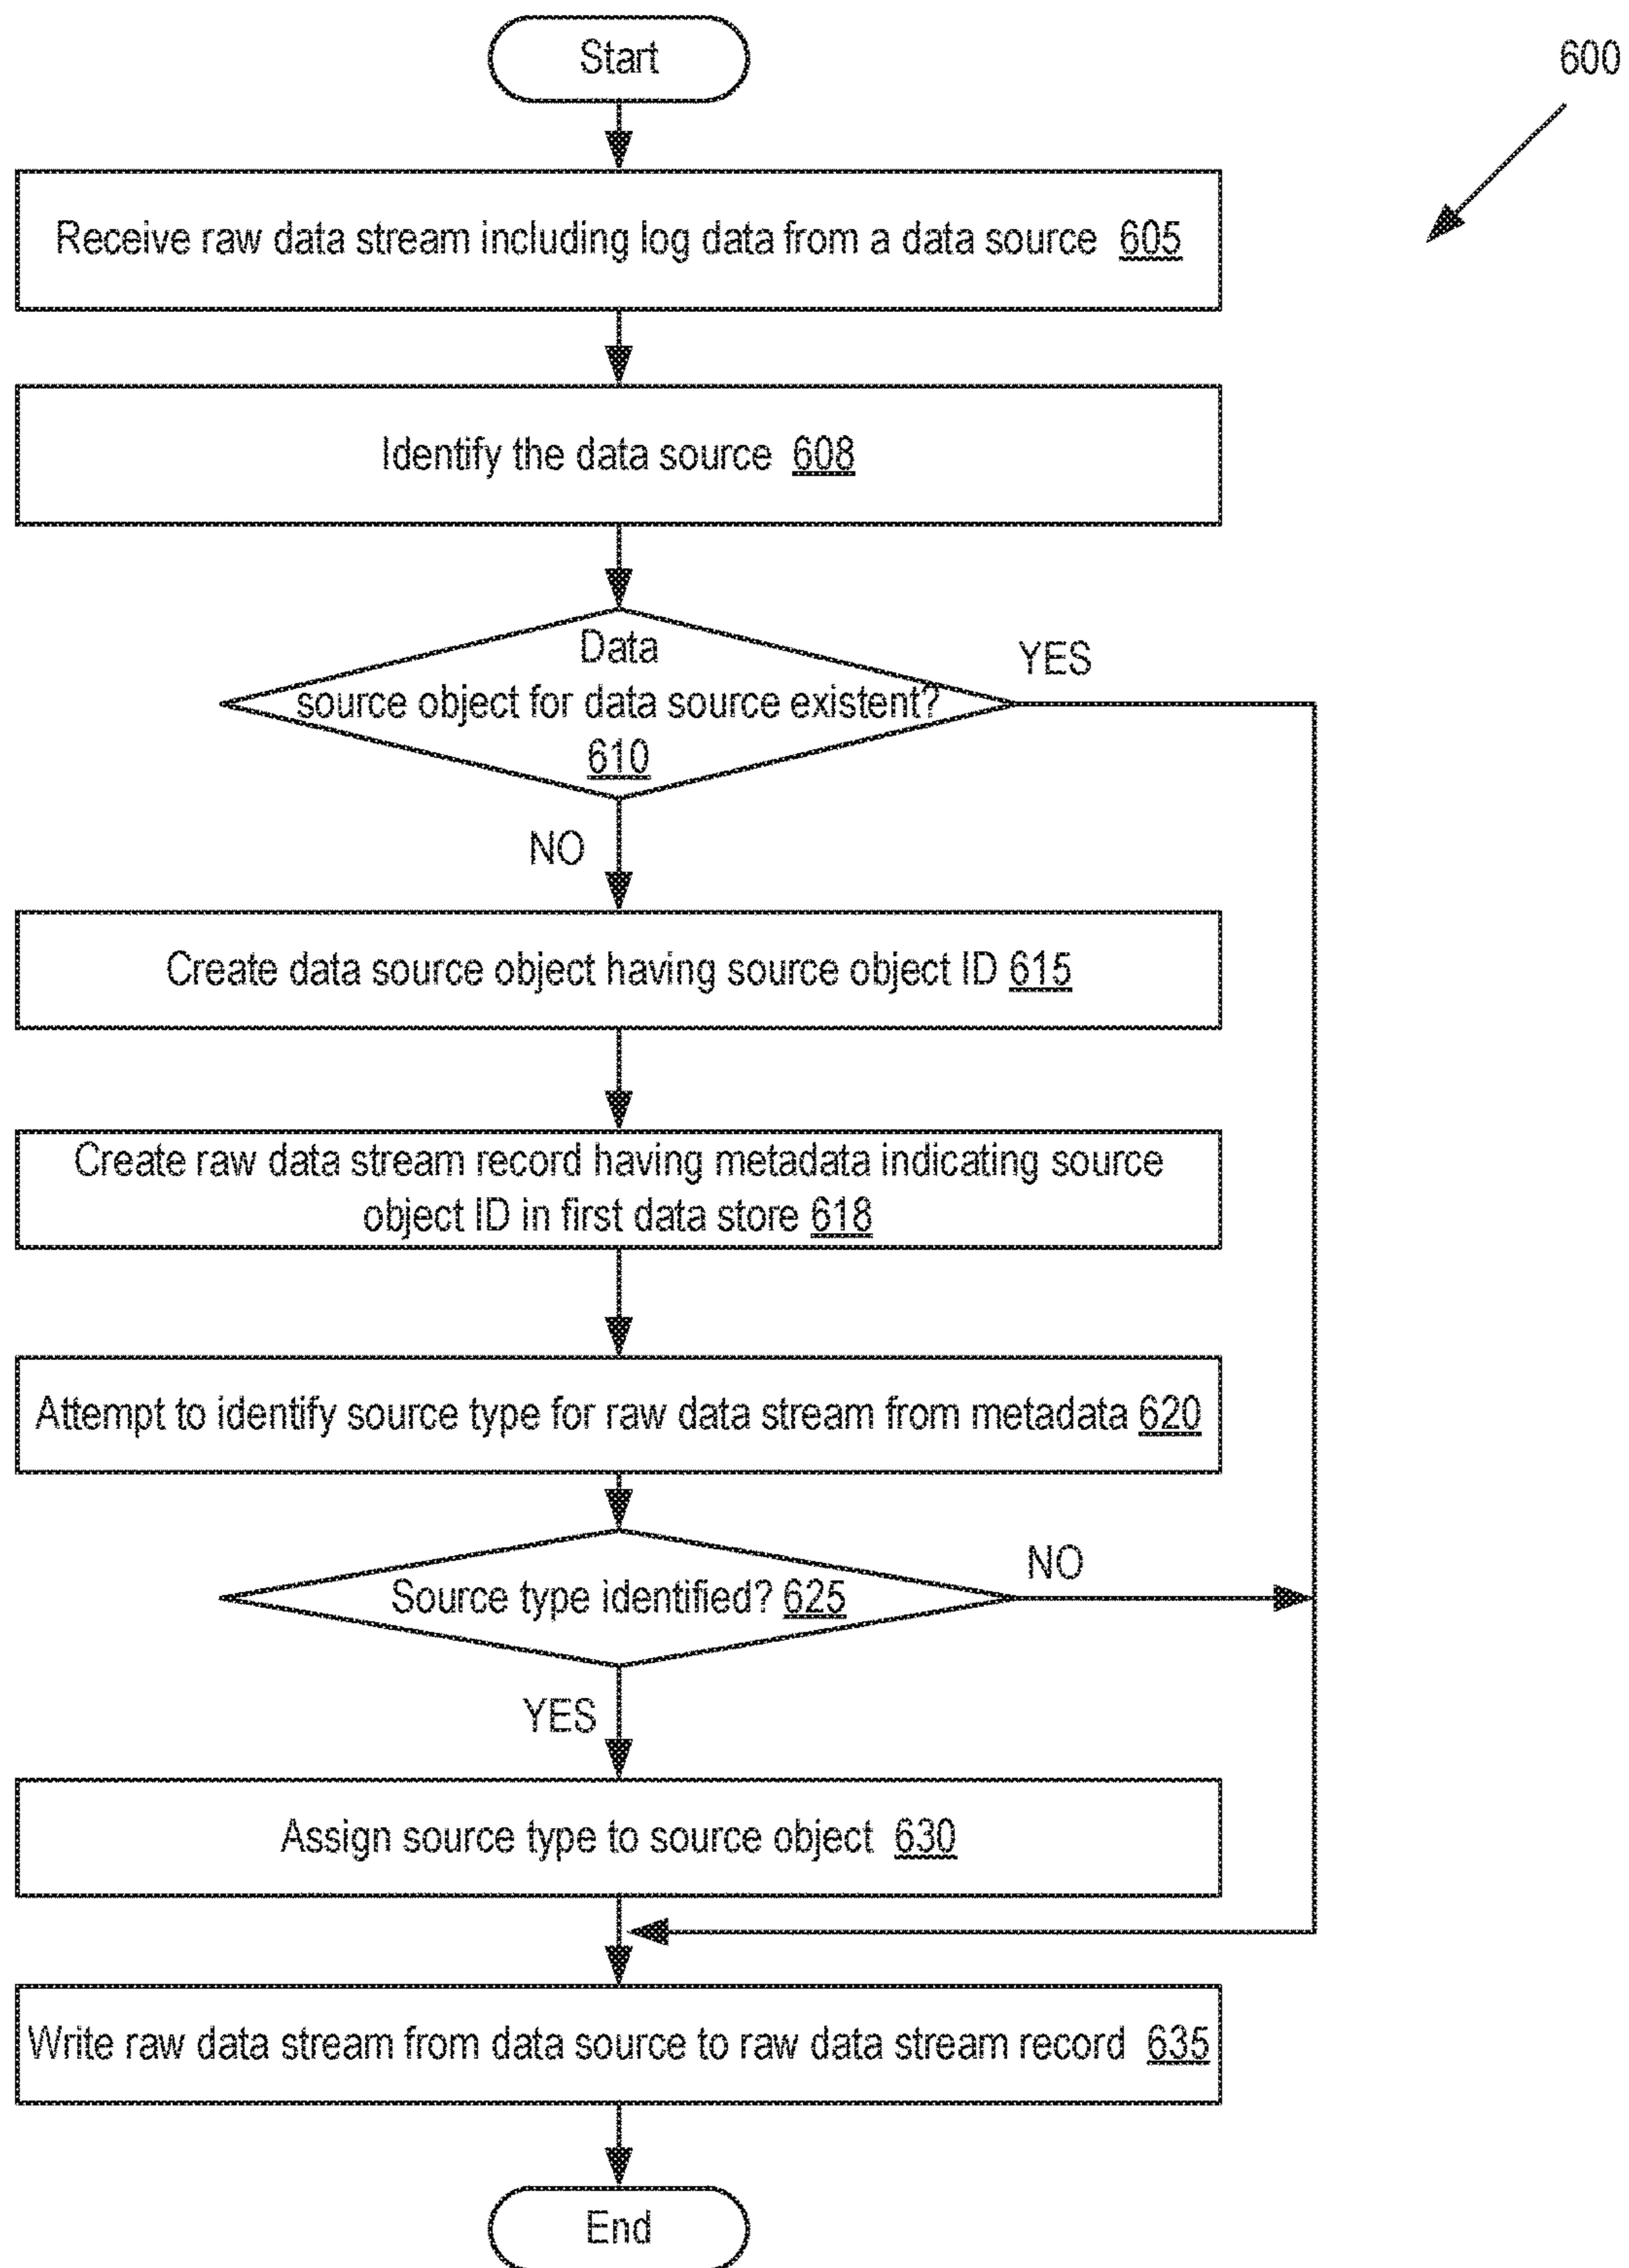 Start
600
Receive raw data stream including log data from a data source 605
Identify the data source 608
Data
source object for data source existent?
610
YES
NO
Create data source object having source object ID 615
Create raw data stream record having metadata indicating source
object ID in first data store 618
Attempt to identify source type for raw data stream from metadata 620
Source type identified? 625
NO
YES
Assign source type to source object 630
Write raw data stream from data source to raw data stream record 635
End